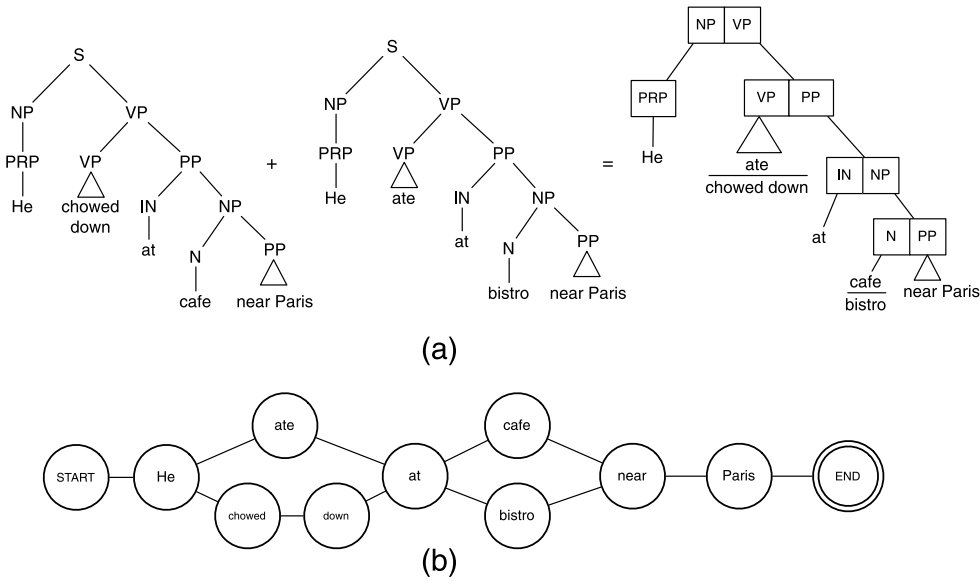 S
NP VP
PRP VP PP
He chowed down IN NP
at N PP
cafe near Paris
+
S
NP VP
PRP VP PP
He ate IN NP
at N PP
bistro near Paris
=
NP VP
PRP VP PP
He ate
chowed down
IN NP
at N PP
cafe
bistro
near Paris
(a)
START He ate at cafe near Paris END
chowed down bistro
(b)